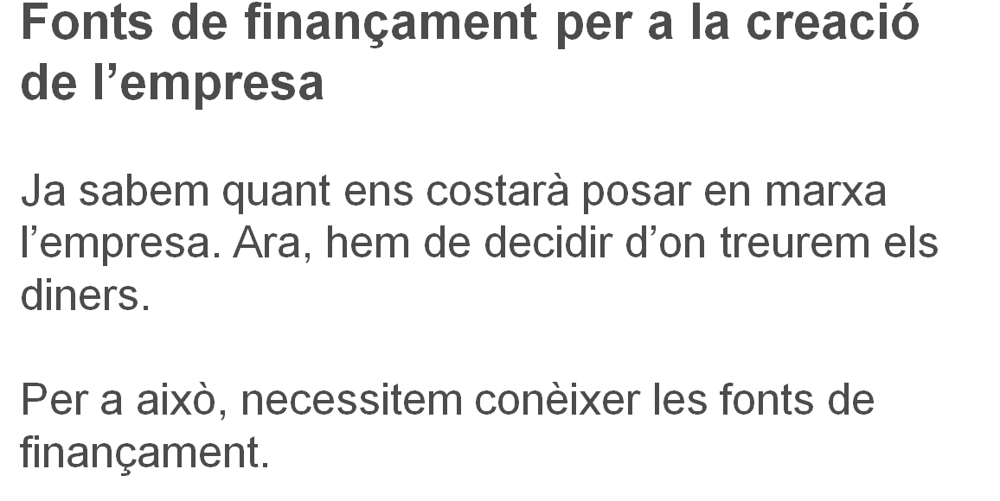 Fonts de finançament per a la creació
de l’empresa
Ja sabem quant ens costarà posar en marxa
l’empresa. Ara, hem de decidir d’on treurem els
diners.
Per a això, necessitem conèixer les fonts de
finançament.